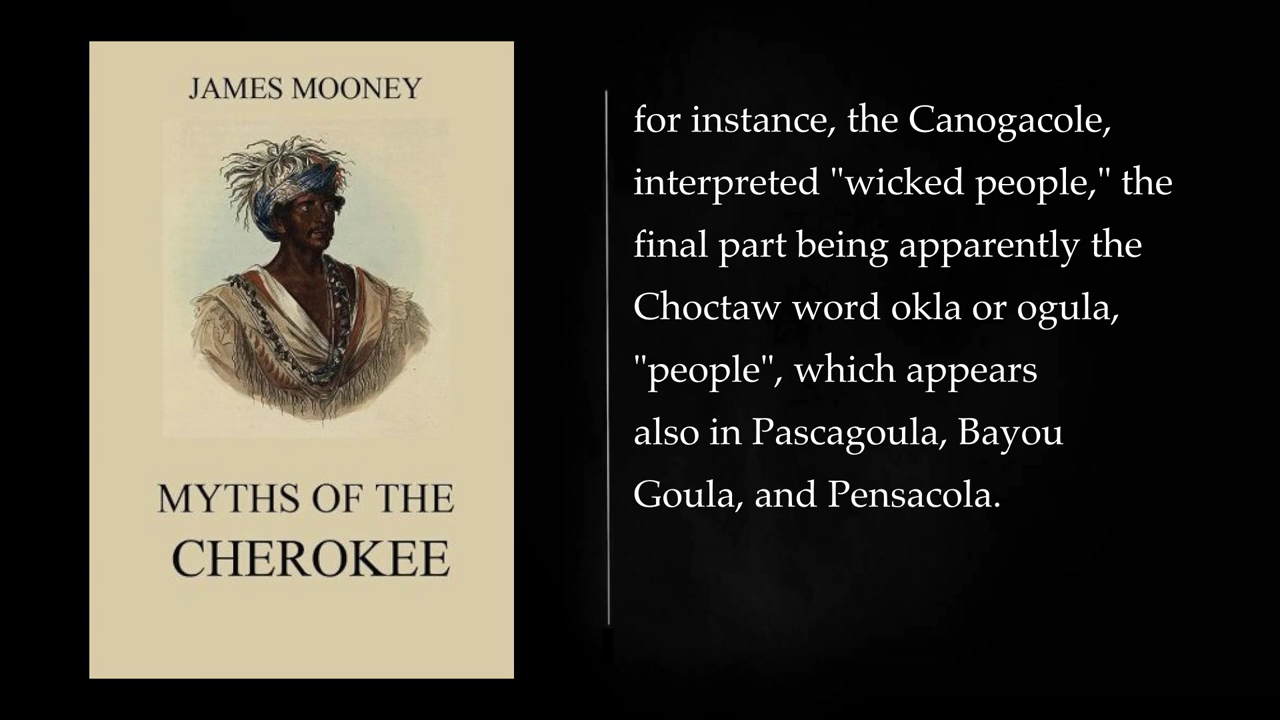 JAMES MOONEY
MYTHS OF THE
CHEROKEE
for instance, the Canogacole,
interpreted "wicked people," the
final part being apparently the
Choctaw word okla or ogula,
"people", which appears
also in Pascagoula, Bayou
Goula, and Pensacola.